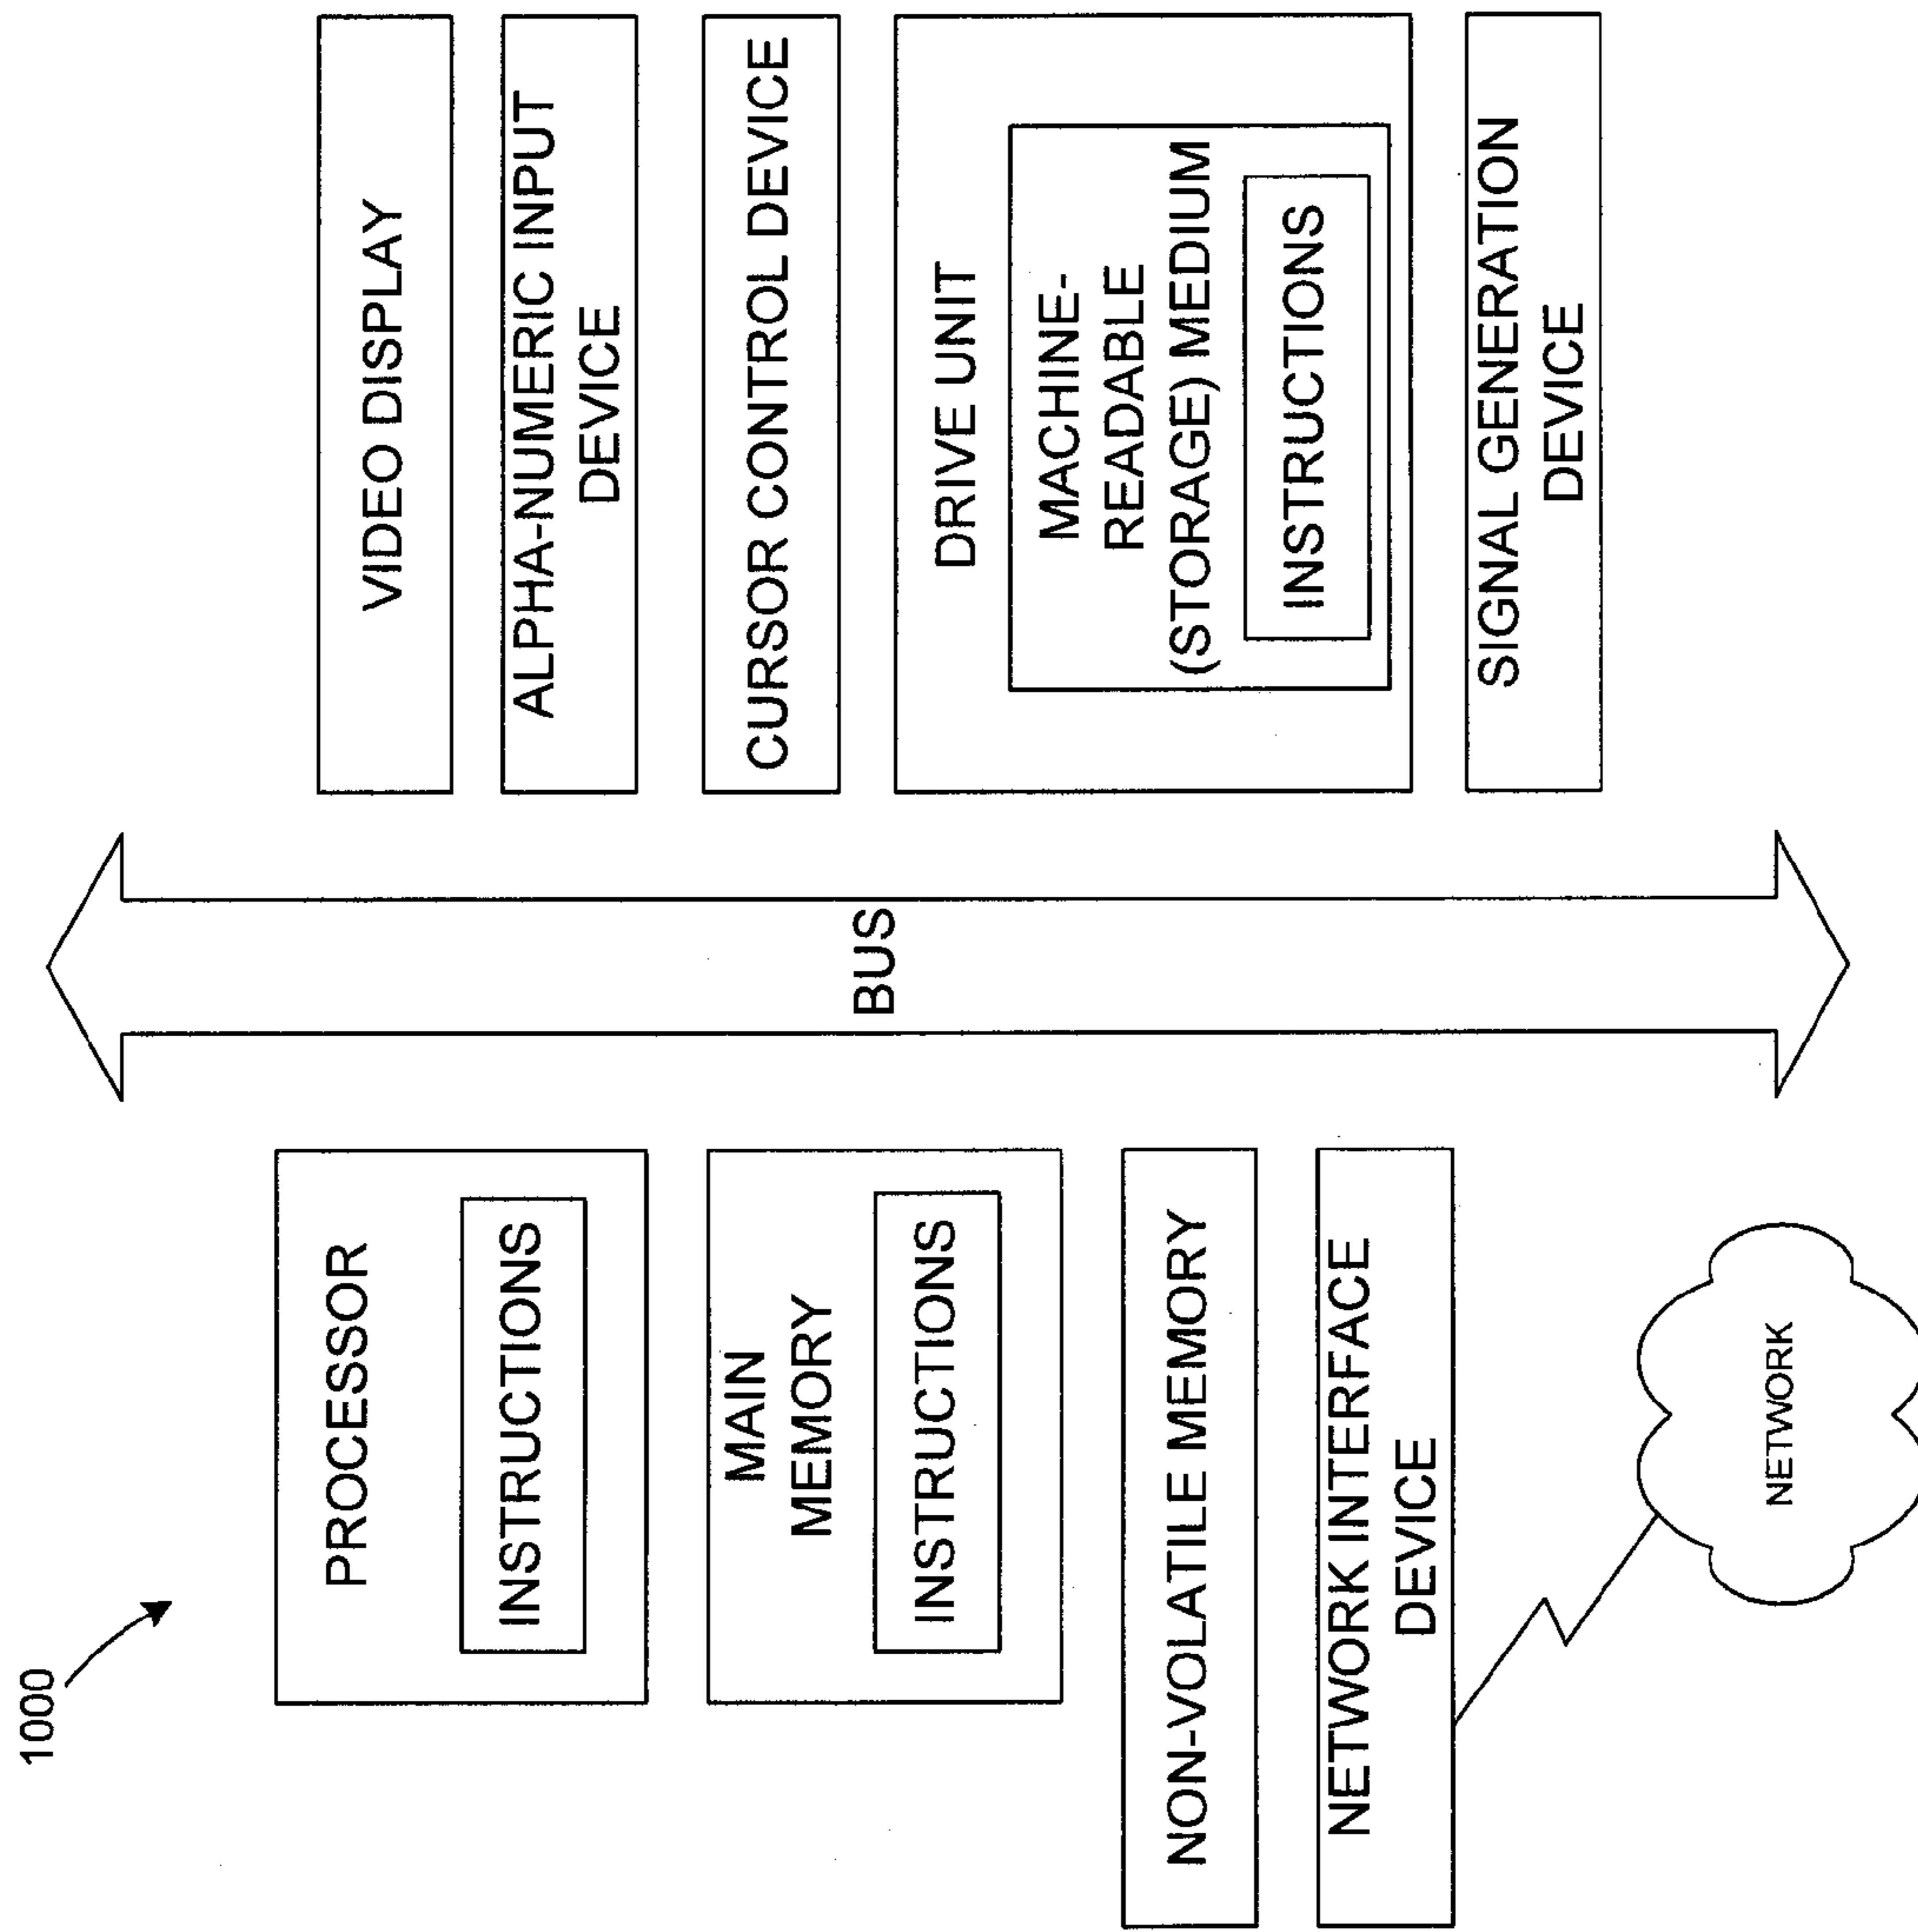 1000
PROCESSOR
INSTRUCTIONS
MAIN
MEMORY
INSTRUCTIONS
NON-VOLATILE MEMORY
NETWORK INTERFACE
DEVICE
NETWORK
BUS
VIDEO DISPLAY
ALPHA-NUMERIC INPUT
DEVICE
CURSOR CONTROL DEVICE
DRIVE UNIT
MACHINE-
READABLE
(STORAGE) MEDIUM
INSTRUCTIONS
SIGNAL GENERATION
DEVICE